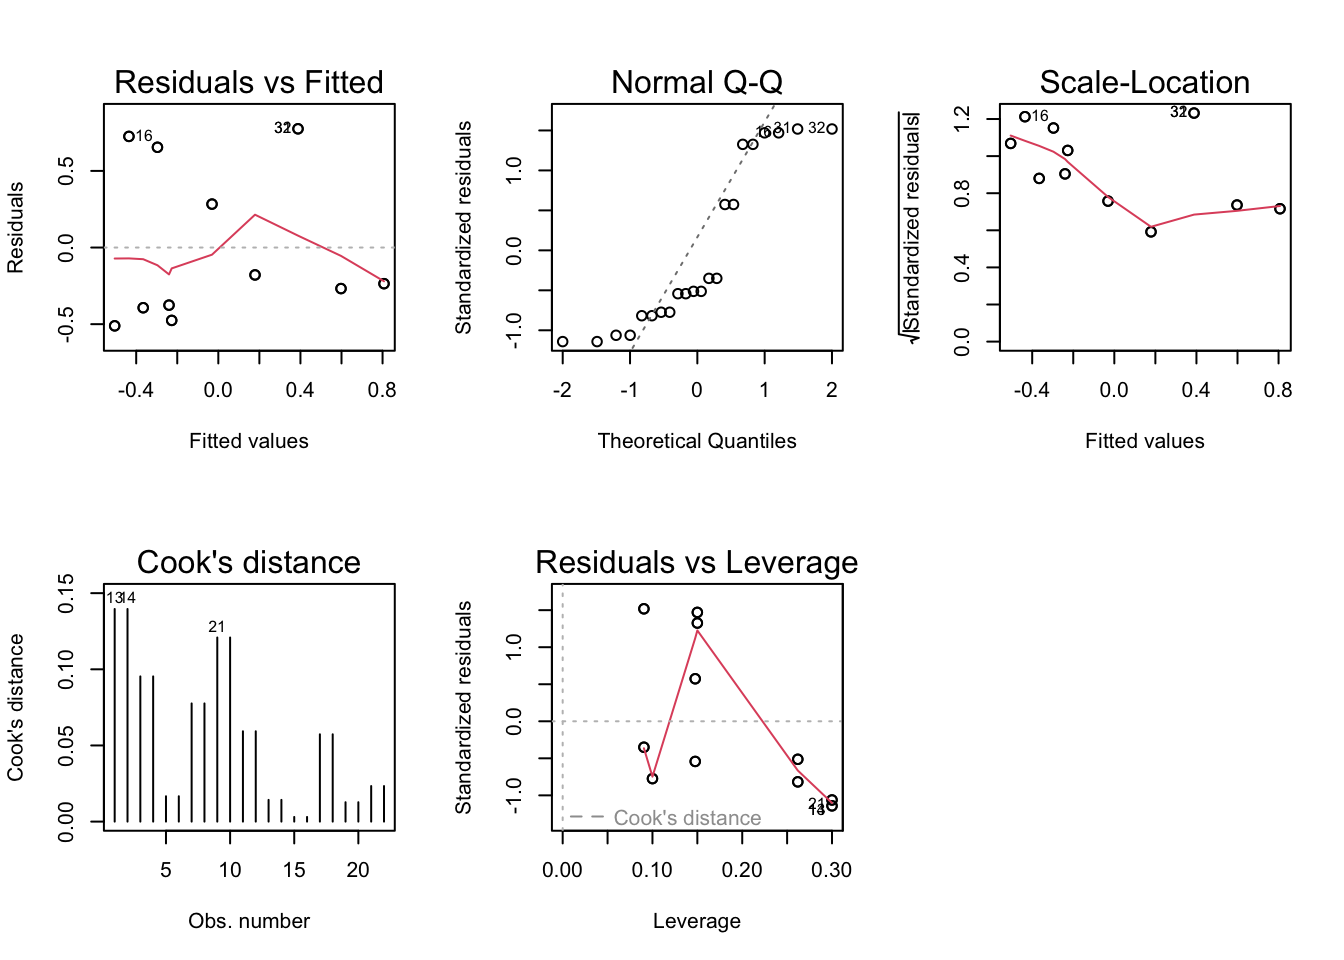 Residuals vs Fitted
Residuals
0.5
0.0
-0.5
16
-0.4
0.0
0.4
0.8
Fitted values
Normal Q-Q
Standardized residuals
1.0
0.0
-1.0
31
32
-2
-1
0
1
2
Theoretical Quantiles
Scale-Location
√|Standardized residuals|
1.2
0.8
0.4
0.0
16
-0.4
0.0
0.4
0.8
Fitted values
Cook's distance
Cook's distance
0.15
0.10
0.05
0.00
13
14
21
5
10
15
20
Obs. number
Residuals vs Leverage
Standardized residuals
1.0
0.0
-1.0
21
Cook's distance
0.00
0.10
0.20
0.30
Leverage